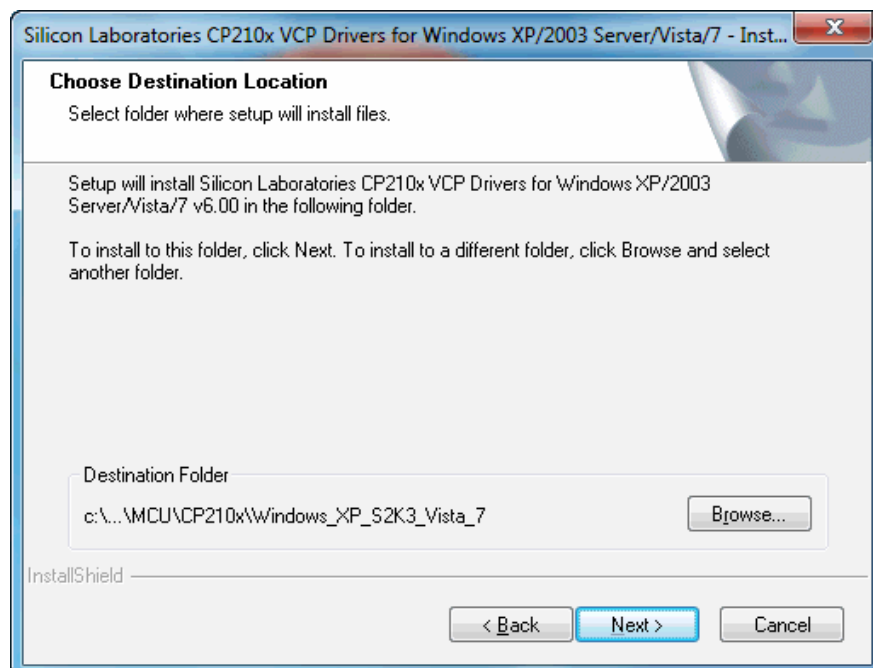 Silicon Laboratories CP210x VCP Drivers for Windows XP/2003 Server/Vista/7 - Inst...
Choose Destination Location
Select folder where setup will install files.
Setup will install Silicon Laboratories CP210x VCP Drivers for Windows XP/2003
Server/Vista/7 v6.00 in the following folder.
To install to this folder, click Next. To install to a different folder, click Browse and select
another folder.
Destination Folder
c:\...\MCU\CP210x\Windows_XP_S2K3_Vista_7
Browse...
InstallShield
< Back
Next >
Cancel